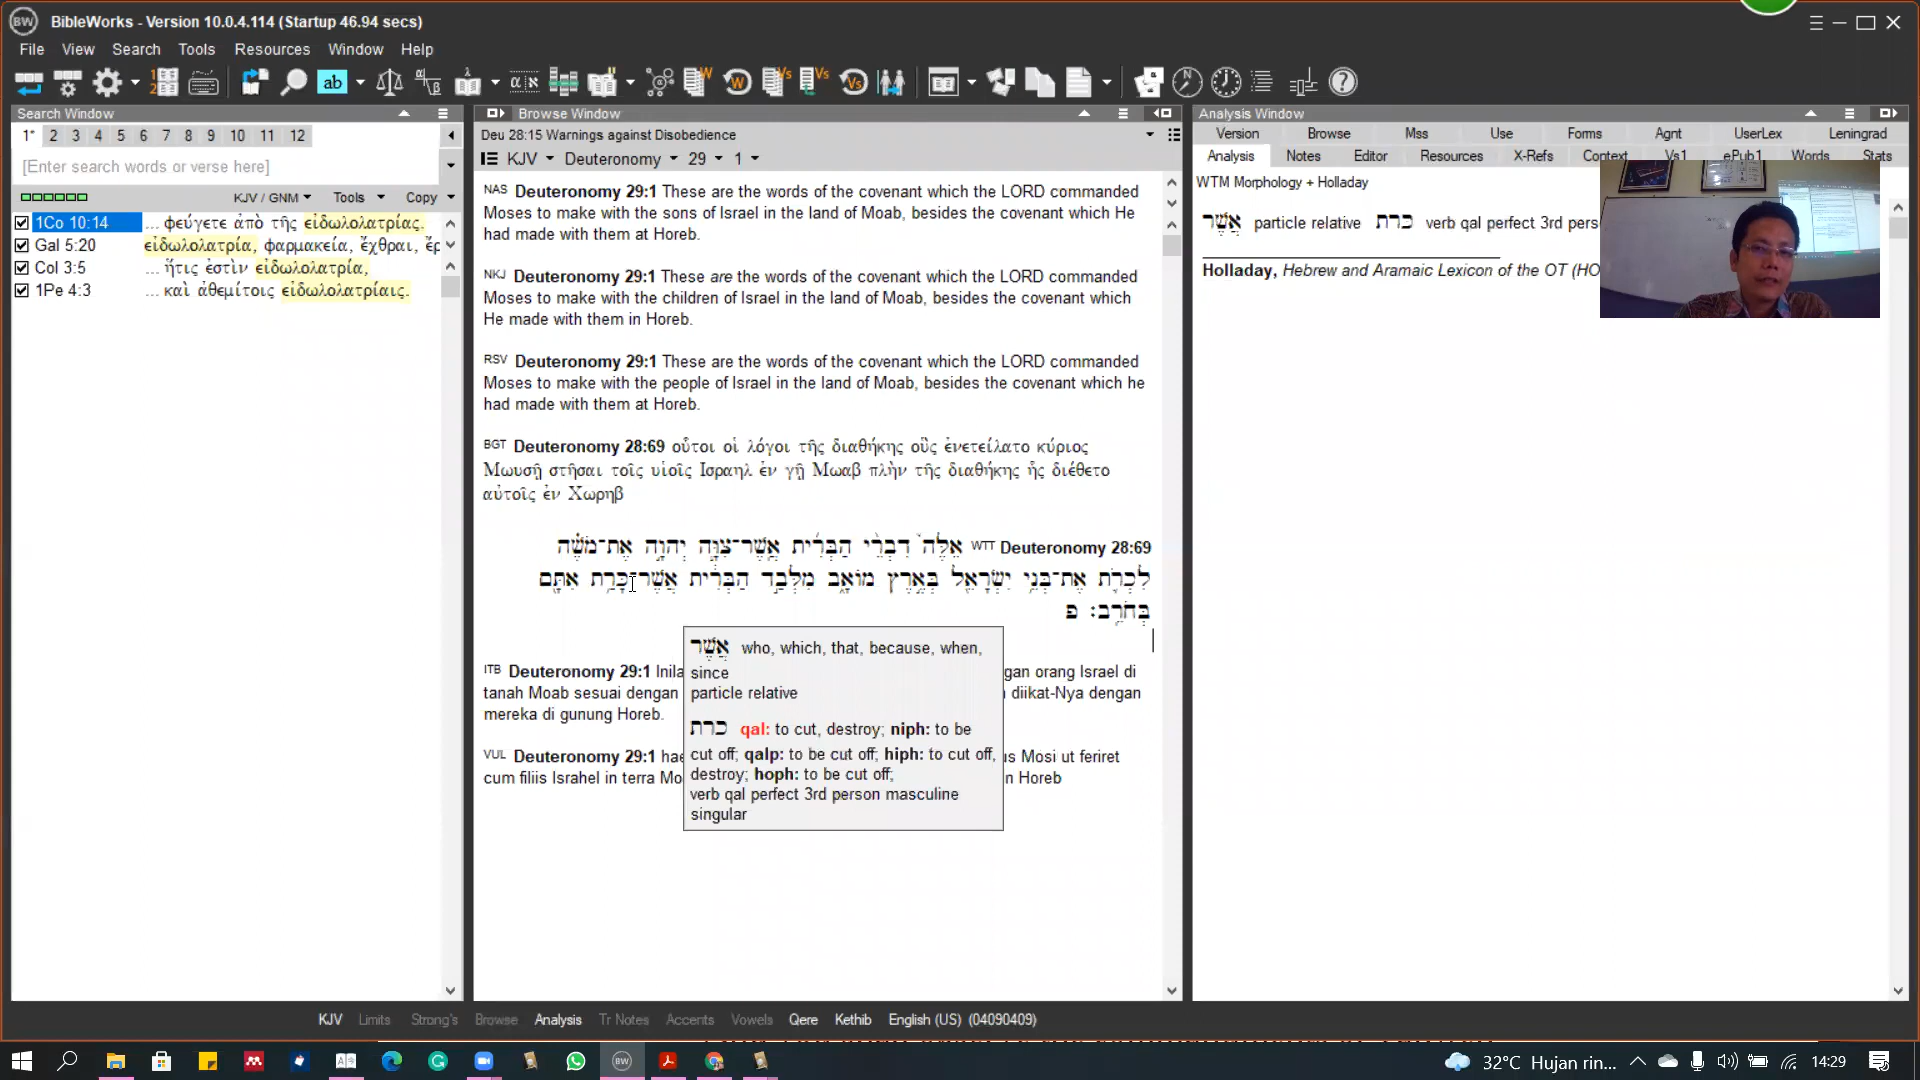 BibleWorks - Version 10.0.4.114 (Startup 46.94 secs)
File View Search Tools Resources Window Help
Search Window
1* 2 3 4 5 6 7 8 9 10 11 12
[Enter search words or verse here]
KJV / GNM Tools Copy
1Co 10:14 ... φεύγετε ἀπὸ τῆς εἰδωλολατρίας.
Gal 5:20 εἰδωλολατρία, φαρμακεία, ἔχθραι,
Col 3:5 ... ἥτις ἐστὶν εἰδωλολατρία,
1Pe 4:3 ... καὶ ἀθεμίτοις εἰδωλολατρίαις.
Browse Window
Deu 28:15 Warnings against Disobedience
KJV Deuteronomy 29 1
NAS Deuteronomy 29:1 These are the words of the covenant which the LORD commanded
Moses to make with the sons of Israel in the land of Moab, besides the covenant which He
had made with them at Horeb.
NKJ Deuteronomy 29:1 These are the words of the covenant which the LORD commanded
Moses to make with the children of Israel in the land of Moab, besides the covenant which
He made with them in Horeb.
RSV Deuteronomy 29:1 These are the words of the covenant which the LORD commanded
Moses to make with the people of Israel in the land of Moab, besides the covenant which he
had made with them at Horeb.
BGT Deuteronomy 28:69 οὗτοι οἱ λόγοι τῆς διαθήκης οὓς ἐνετείλατο κύριος
Μωυσῇ στῆσαι τοῖς υἱοῖς Ισραηλ ἐν γῇ Μωαβ πλὴν τῆς διαθήκης ἧς διέθετο
αὐτοῖς ἐν Χωρηβ
WTT Deuteronomy 28:69 אֵלֶּה֩ דִבְרֵ֨י הַבְּרִ֜ית אֲֽשֶׁר־צִוָּ֧ה יְהוָ֣ה אֶת־מֹשֶׁ֗ה
לִכְרֹ֛ת אֶת־בְּנֵ֥י יִשְׂרָאֵ֖ל בְּאֶ֣רֶץ מוֹאָ֑ב מִלְּבַ֣ד הַבְּרִ֔ית אֲשֶׁר־כָּרַ֥ת אִתָּ֖ם
בְּחֹרֵֽב׃ פ
אֲשֶׁר who, which, that, because, when,
since
particle relative
כרת qal: to cut, destroy; niph: to be
cut off; qalp: to be cut off; hiph: to cut off,
destroy; hoph: to be cut off;
verb qal perfect 3rd person masculine
singular
ITB Deuteronomy 29:1 Inila gan orang Israel di
tanah Moab sesuai dengan diikat-Nya dengan
mereka di gunung Horeb.
VUL Deuteronomy 29:1 hae us Mosi ut feriret
cum filiis Israhel in terra Mo n Horeb
Analysis Window
Version Browse Mss Use Forms Agnt UserLex Leningrad
Analysis Notes Editor Resources X-Refs Context Vs1 ePub1 Words Stats
WTM Morphology + Holladay
אֲשֶׁר particle relative כרת verb qal perfect 3rd pers
Holladay, Hebrew and Aramaic Lexicon of the OT (HO
KJV Limits Strong's Browse Analysis Tr Notes Accents Vowels Qere Kethib English (US) (04090409)
32°C Hujan rin... 14:29